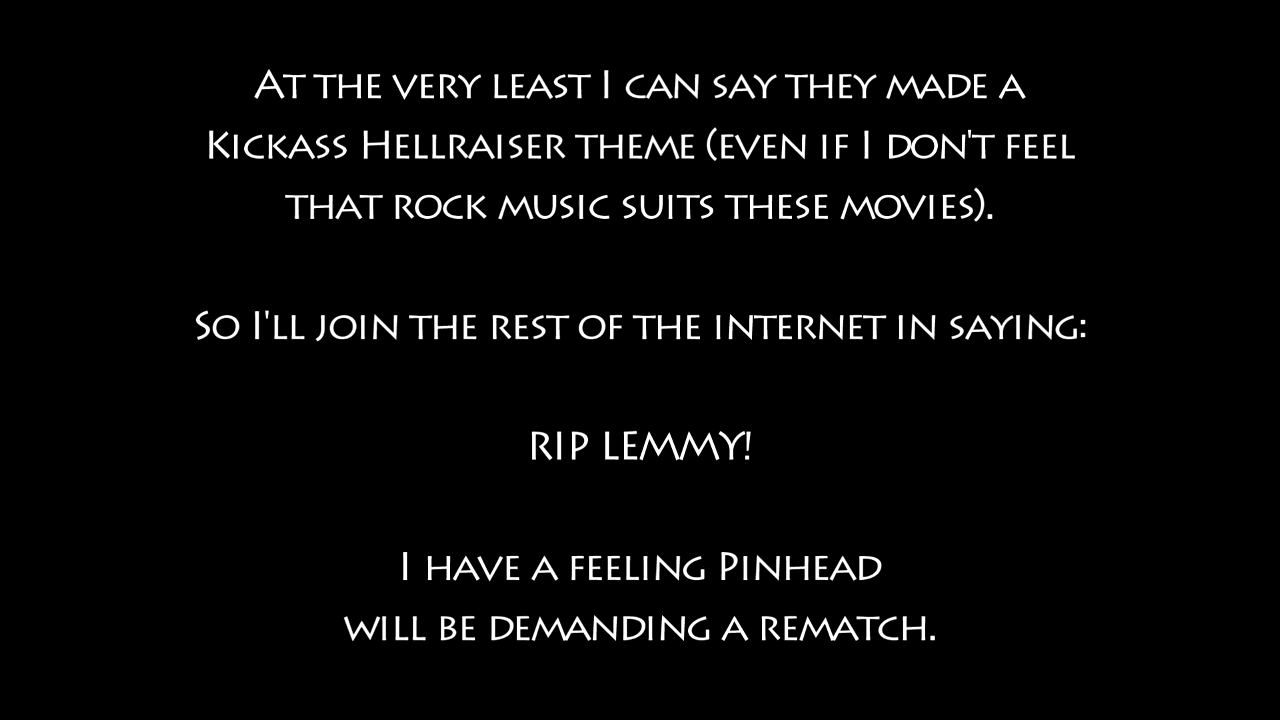 At the very least I can say they made a
Kickass Hellraiser theme (even if I don't feel
that rock music suits these movies).
So I'll join the rest of the internet in saying:
RIP LEMMY!
I have a feeling Pinhead
will be demanding a rematch.